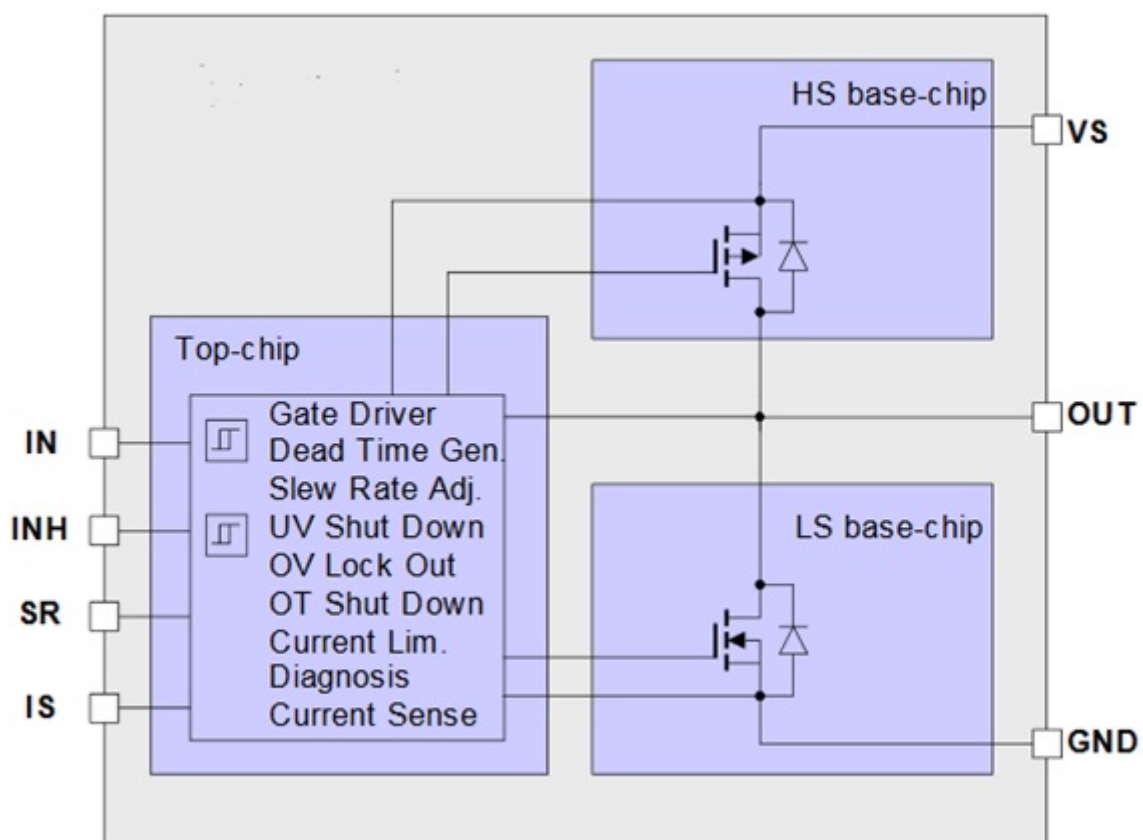 HS base-chip
VS
Top-chip
Gate Driver
OUT
IN
Dead Time Gen.
Slew Rate Adj.
INH
UV Shut Down
LS base-chip
OV Lock Out
SR
OT Shut Down
Current Lim.
Diagnosis
IS
Current Sense
GND